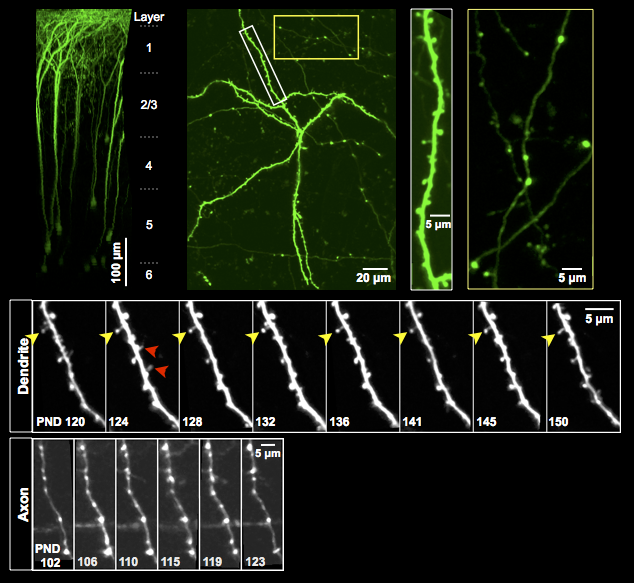 Layer
1
2/3
4
5
6
100 µm
20 µm
5 µm
5 µm
Dendrite
5 µm
PND 120
124
128
132
136
141
145
150
Axon
5 µm
PND
102
106
110
115
119
123